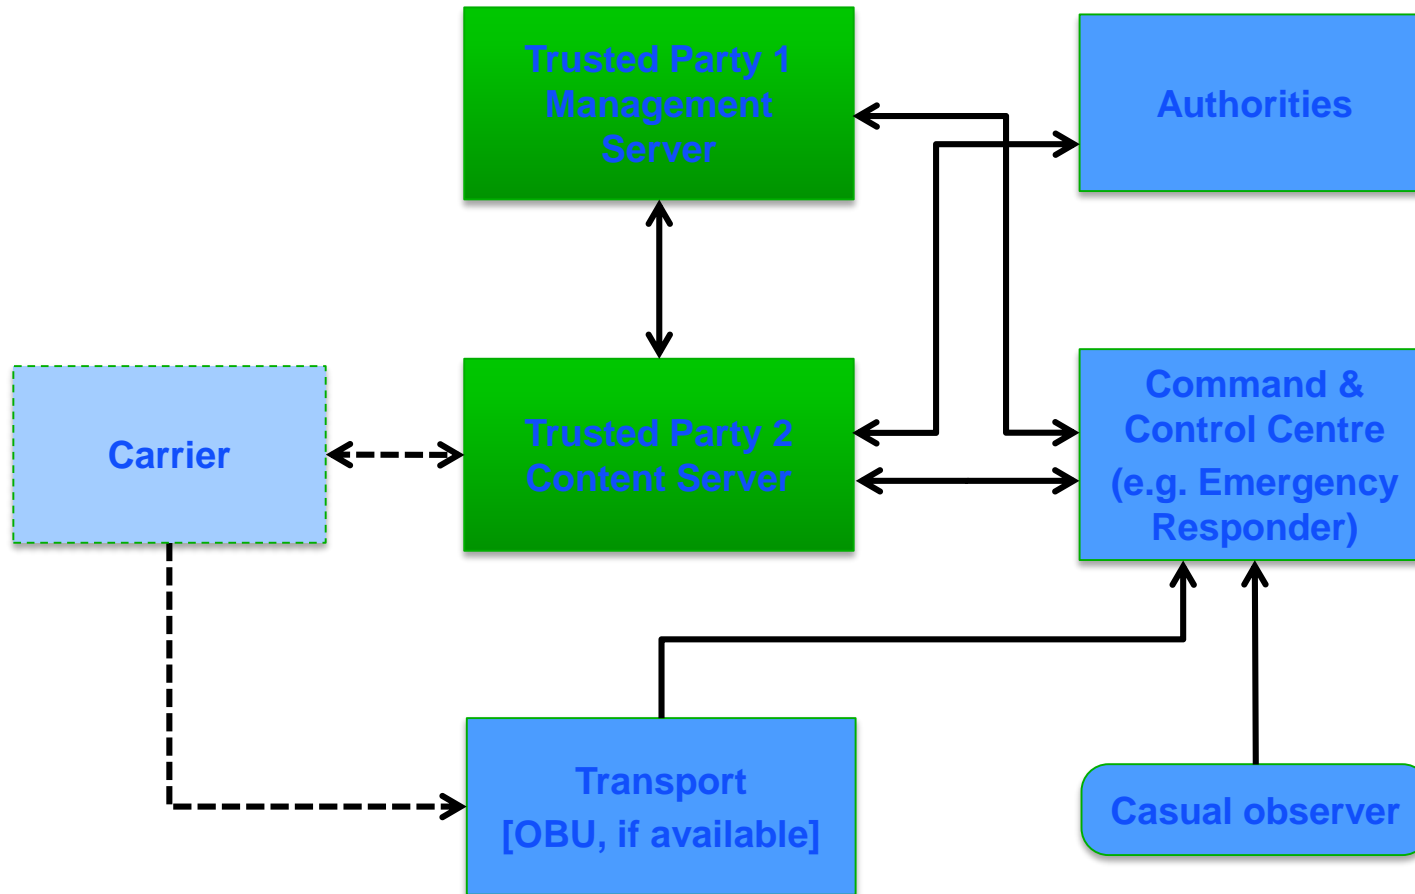 Trusted Party 1
Management
Server
Authorities
Carrier
Trusted Party 2
Content Server
Command &
Control Centre
(e.g. Emergency
Responder)
Transport
[OBU, if available]
Casual observer